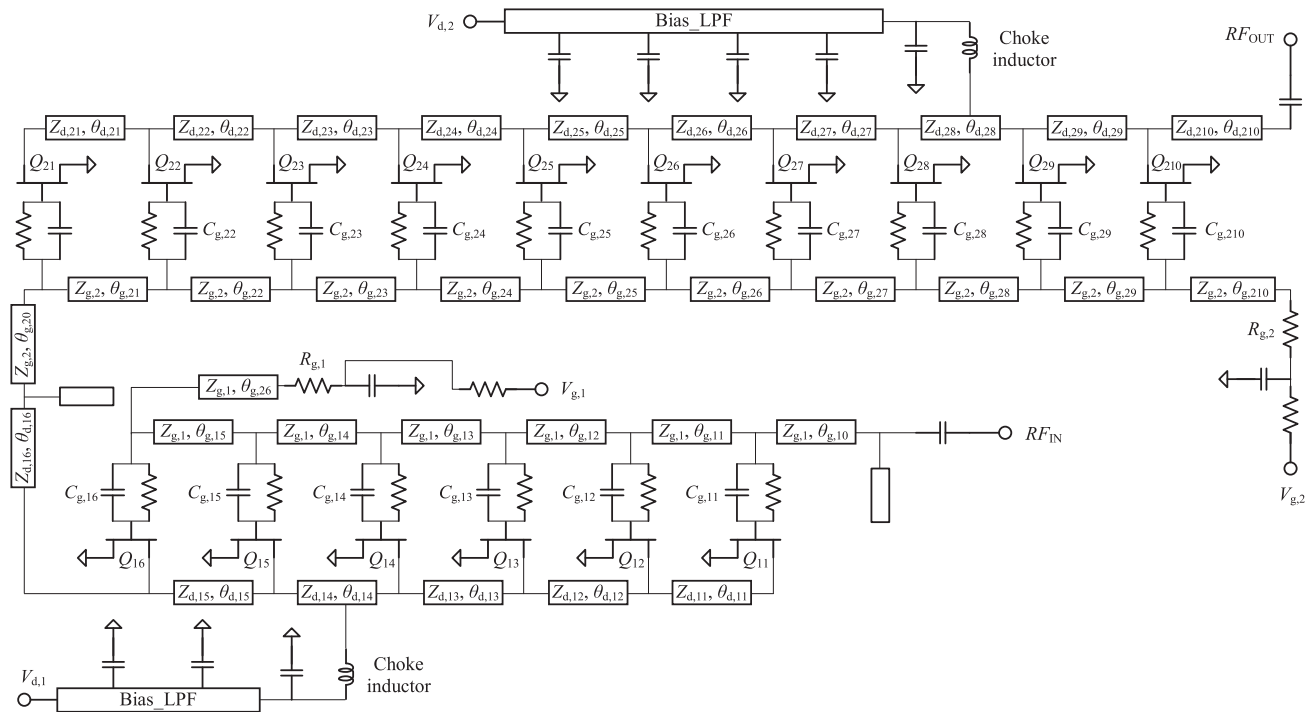 V_d,2 Bias_LPF Choke inductor RF_OUT
Z_d,21, θ_d,21 Z_d,22, θ_d,22 Z_d,23, θ_d,23 Z_d,24, θ_d,24 Z_d,25, θ_d,25 Z_d,26, θ_d,26 Z_d,27, θ_d,27 Z_d,28, θ_d,28 Z_d,29, θ_d,29 Z_d,210, θ_d,210
Q_21 Q_22 Q_23 Q_24 Q_25 Q_26 Q_27 Q_28 Q_29 Q_210
C_g,22 C_g,23 C_g,24 C_g,25 C_g,26 C_g,27 C_g,28 C_g,29 C_g,210
Z_g,2, θ_g,21 Z_g,2, θ_g,22 Z_g,2, θ_g,23 Z_g,2, θ_g,24 Z_g,2, θ_g,25 Z_g,2, θ_g,26 Z_g,2, θ_g,27 Z_g,2, θ_g,28 Z_g,2, θ_g,29 Z_g,2, θ_g,210
Z_g,2, θ_g,20
R_g,2
R_g,1
Z_g,1, θ_g,26 V_g,1
Z_d,16, θ_d,16
Z_g,1, θ_g,15 Z_g,1, θ_g,14 Z_g,1, θ_g,13 Z_g,1, θ_g,12 Z_g,1, θ_g,11 Z_g,1, θ_g,10 RF_IN
C_g,16 C_g,15 C_g,14 C_g,13 C_g,12 C_g,11 V_g,2
Q_16 Q_15 Q_14 Q_13 Q_12 Q_11
Z_d,15, θ_d,15 Z_d,14, θ_d,14 Z_d,13, θ_d,13 Z_d,12, θ_d,12 Z_d,11, θ_d,11
V_d,1 Bias_LPF Choke inductor